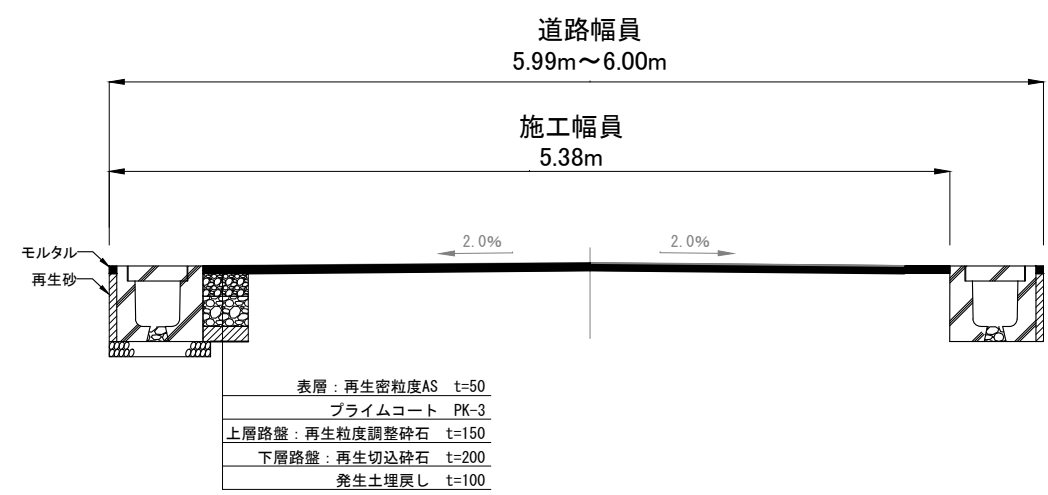 道路幅員
5.99m～6.00m
施工幅員
5.38m
2.0%
2.0%
モルタル
再生砂
表層：再生密粒度AS t=50
プライムコート PK-3
上層路盤：再生粒度調整砕石 t=150
下層路盤：再生切込砕石 t=200
発生土埋戻し t=100